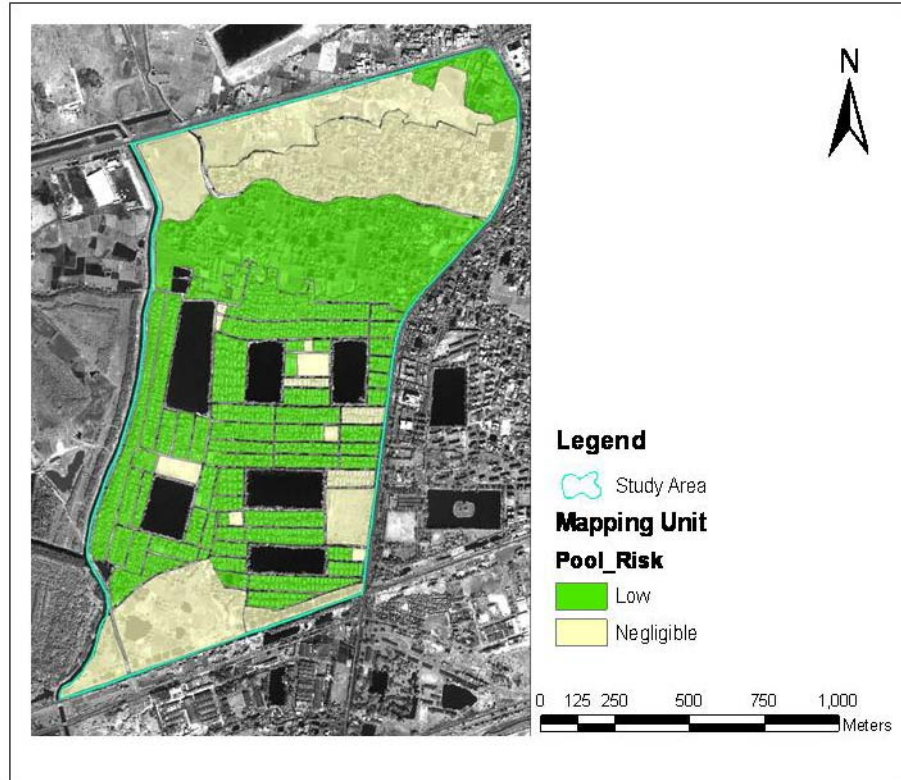 N
Legend
Study Area
Mapping Unit
Pool_Risk
Low
Negligible
0 125 250 500 750 1,000
Meters